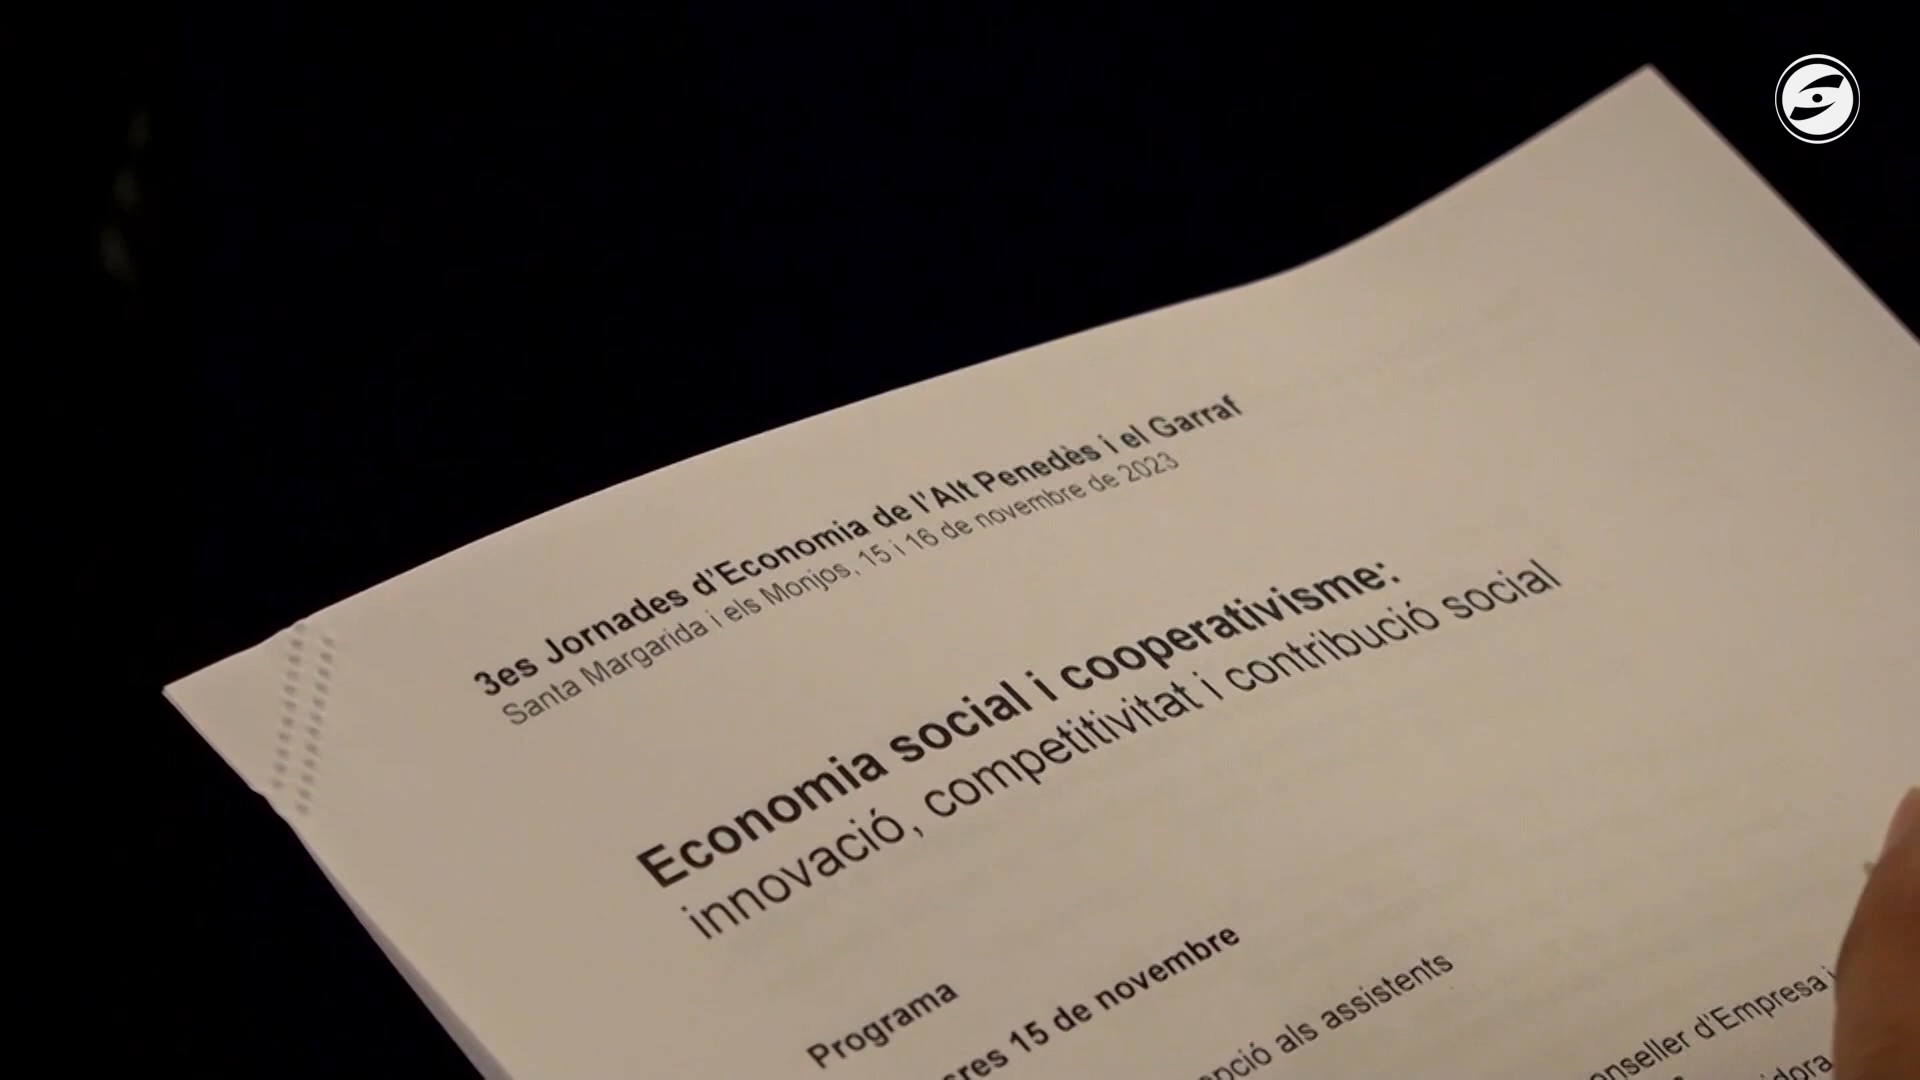 3es Jornades d'Economia de l'Alt Penedès i el Garraf
Santa Margarida i els Monjos, 15 i 16 de novembre de 2023
Economia social i cooperativisme:
innovació, competitivitat i contribució social
Programa
15 de novembre
als assistents
d'Empresa i